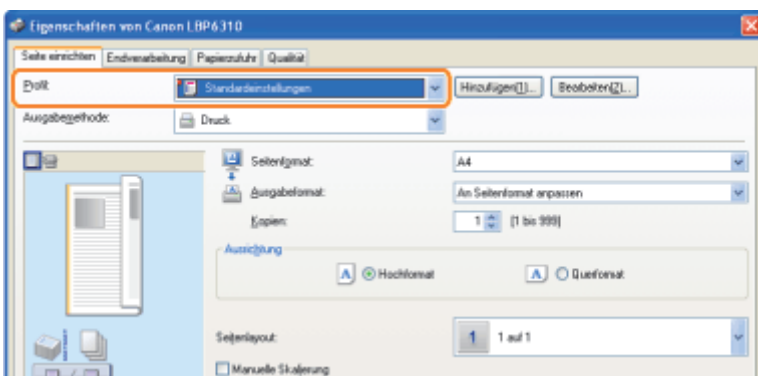 Eigenschaften von Canon LBP6310
Seite einrichten Endverarbeitung Papierzufuhr Qualität
Profil: Standardeinstellungen Hinzufügen(1)... Bearbeiten(2)...
Ausgabemethode: Druck
Seitenformat: A4
Ausgabeformat: An Seitenformat anpassen
Kopien: 1 (1 bis 999)
Ausrichtung
A Hochformat A Querformat
Seitenlayout: 1 1 auf 1
Manuelle Skalierung